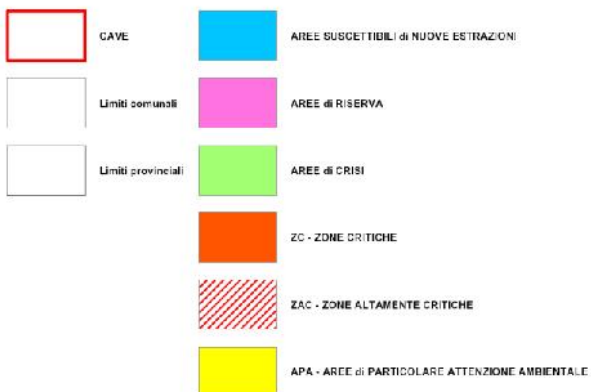 CAVE
AREE SUSCETTIBILI di NUOVE ESTRAZIONI
Limiti comunali
AREE di RISERVA
Limiti provinciali
AREE di CRISI
ZC - ZONE CRITICHE
ZAC - ZONE ALTAMENTE CRITICHE
APA - AREE di PARTICOLARE ATTENZIONE AMBIENTALE